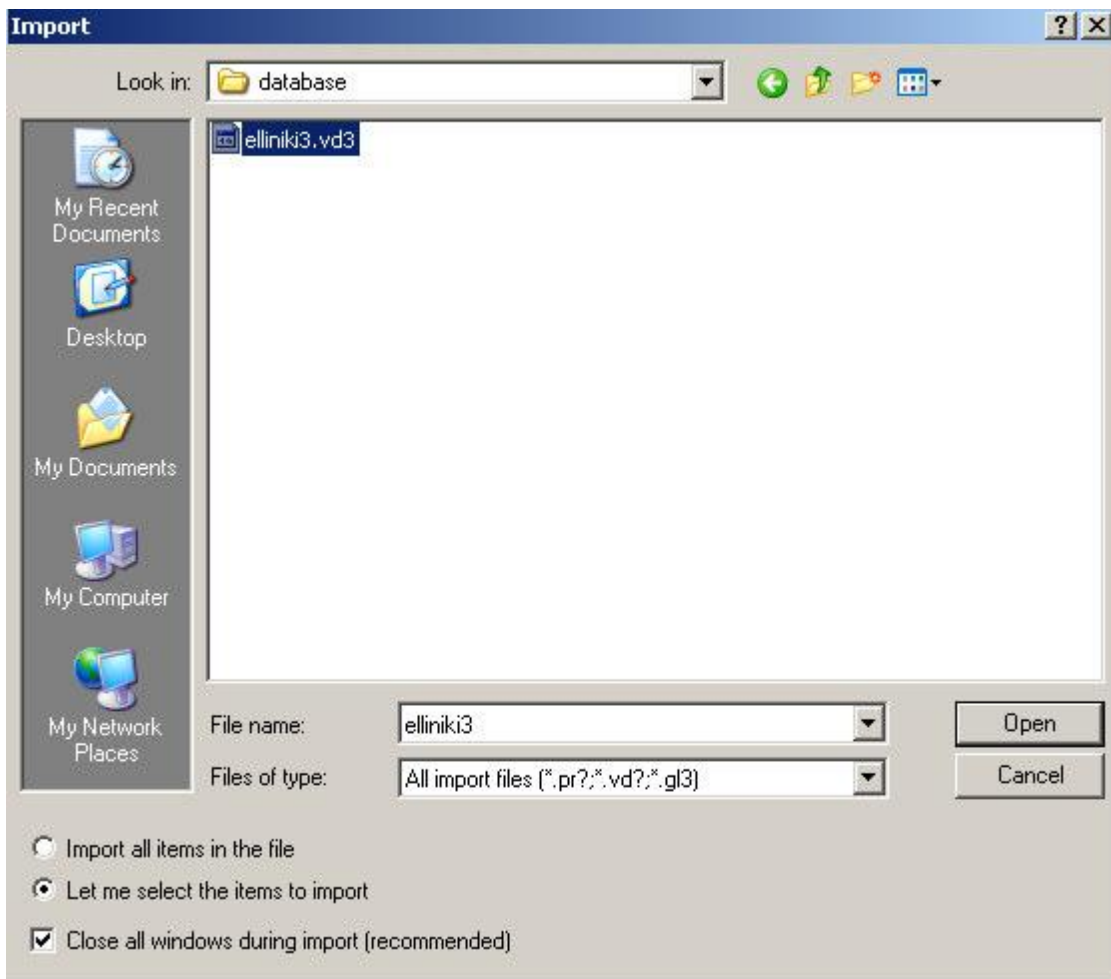 Import
Look in: database
elliniki3.vd3
My Recent
Documents
Desktop
My Documents
My Computer
My Network
Places
File name: elliniki3
Open
Files of type: All import files (*.pr?;*.vd?;*.gl3)
Cancel
Import all items in the file
Let me select the items to import
Close all windows during import (recommended)